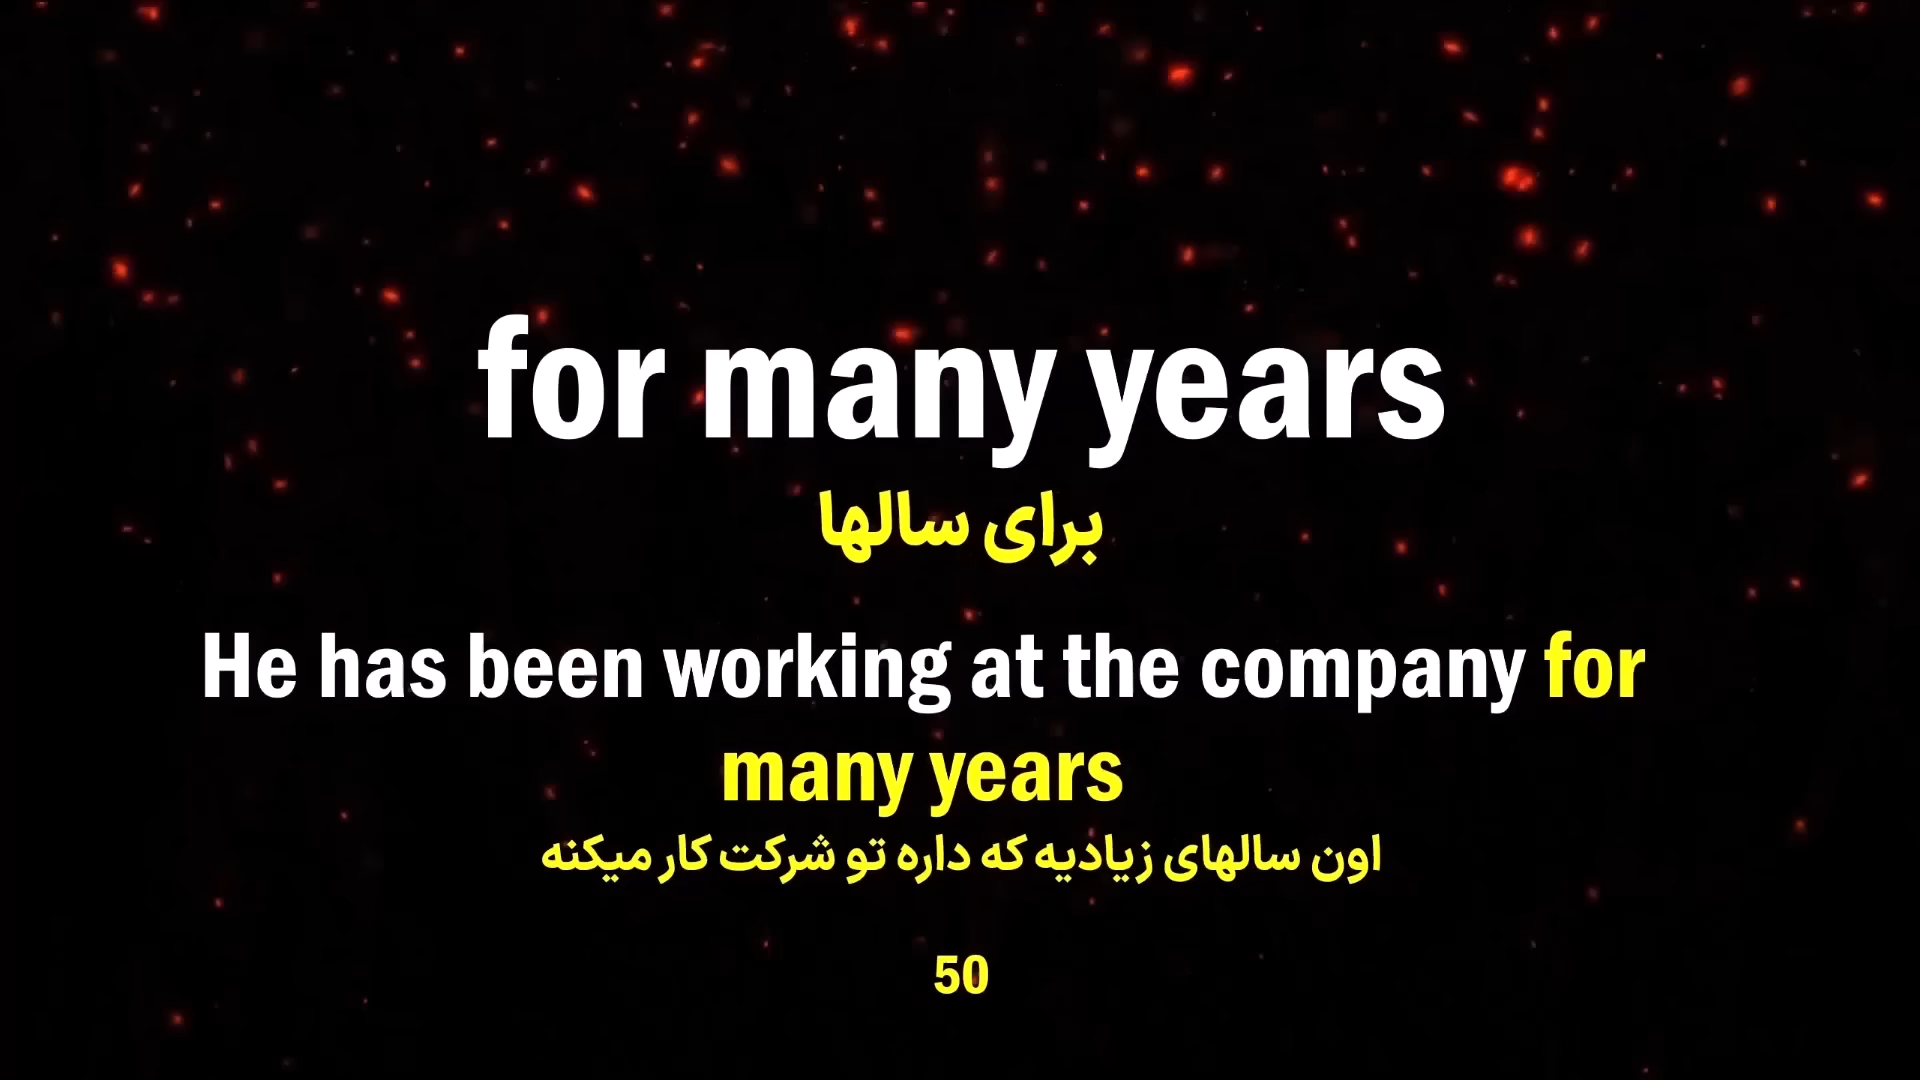 for many years
برای سالها
He has been working at the company for
many years
اون سالهای زیادیه که داره تو شرکت کار میکنه
50